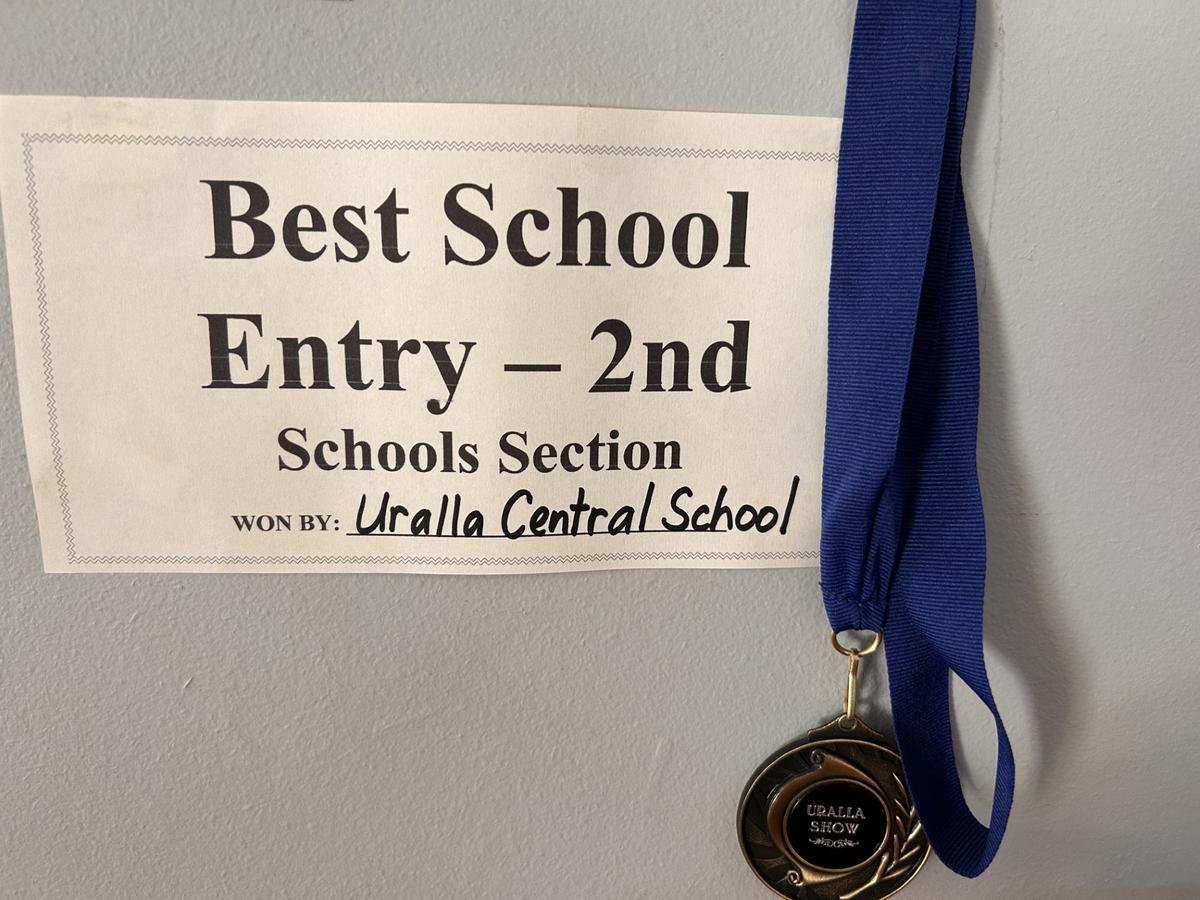 Best School
Entry – 2nd
Schools Section
WON BY: Uralla Central School
URALLA
SHOW